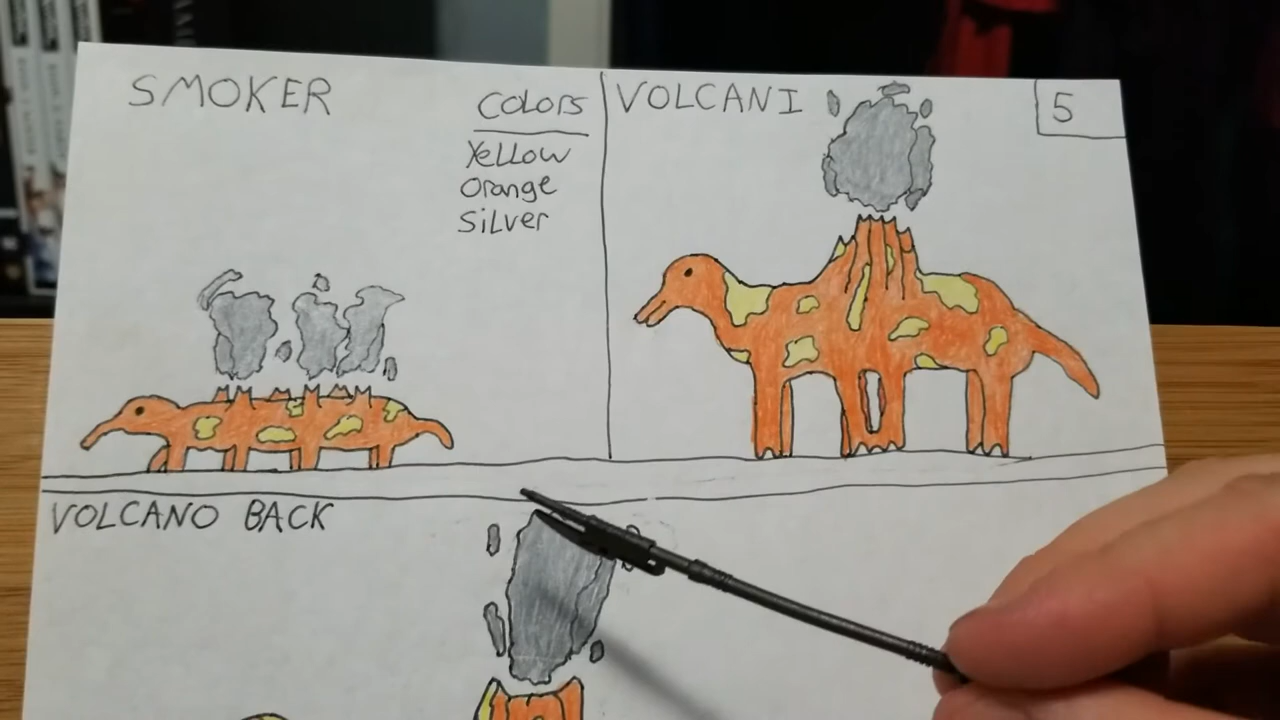 SMOKER
Colors
Yellow
Orange
Silver
VOLCANI
5
VOLCANO BACK